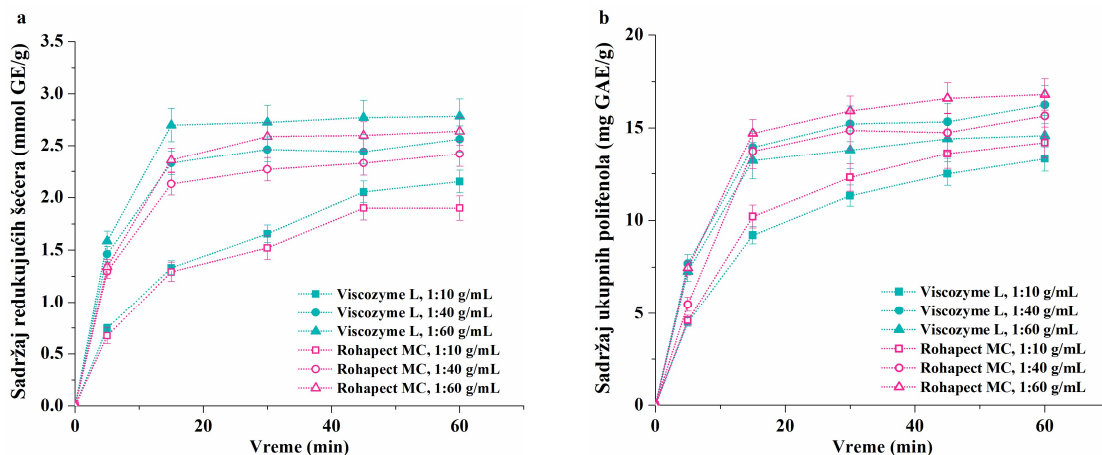 a
Sadržaj redukujućih šećera (mmol GE/g)
3.5
3.0
2.5
2.0
1.5
1.0
0.5
0.0
0
20
40
60
Vreme (min)
Viscozyme L, 1:10 g/mL
Viscozyme L, 1:40 g/mL
Viscozyme L, 1:60 g/mL
Rohapect MC, 1:10 g/mL
Rohapect MC, 1:40 g/mL
Rohapect MC, 1:60 g/mL
b
Sadržaj ukupnih polifenola (mg GAE/g)
20
15
10
5
0
0
20
40
60
Vreme (min)
Viscozyme L, 1:10 g/mL
Viscozyme L, 1:40 g/mL
Viscozyme L, 1:60 g/mL
Rohapect MC, 1:10 g/mL
Rohapect MC, 1:40 g/mL
Rohapect MC, 1:60 g/mL